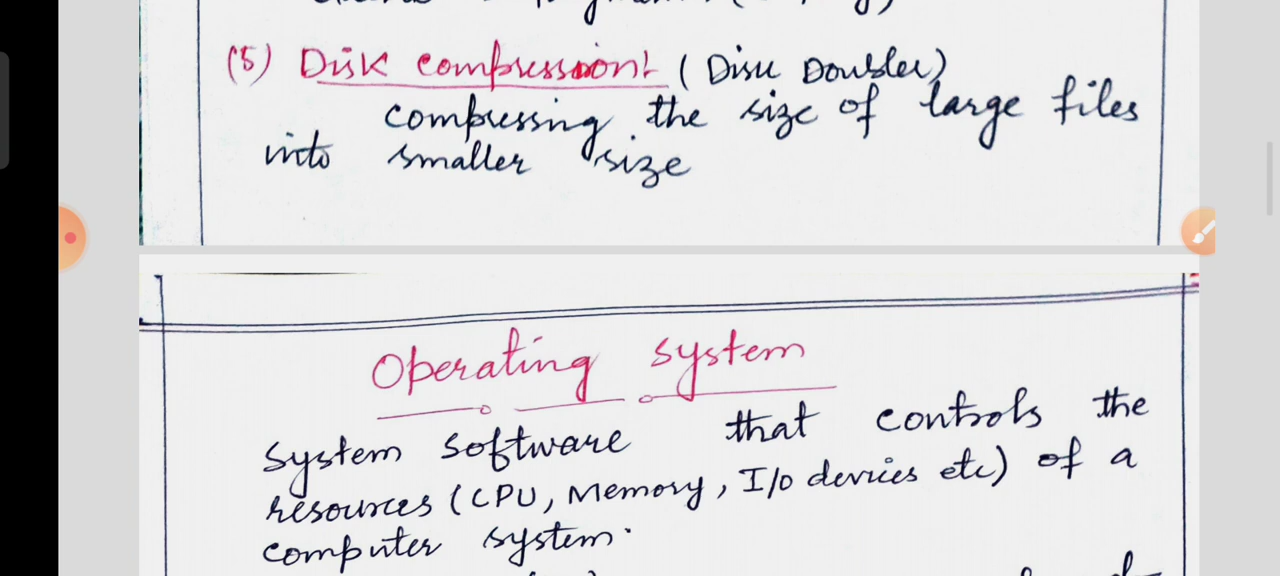 (5) Disk compression:- (Disk Doubler)
compressing the size of large files
into smaller size
Operating system
System software that controls the
resources (CPU, Memory, I/O devices etc) of a
computer system.